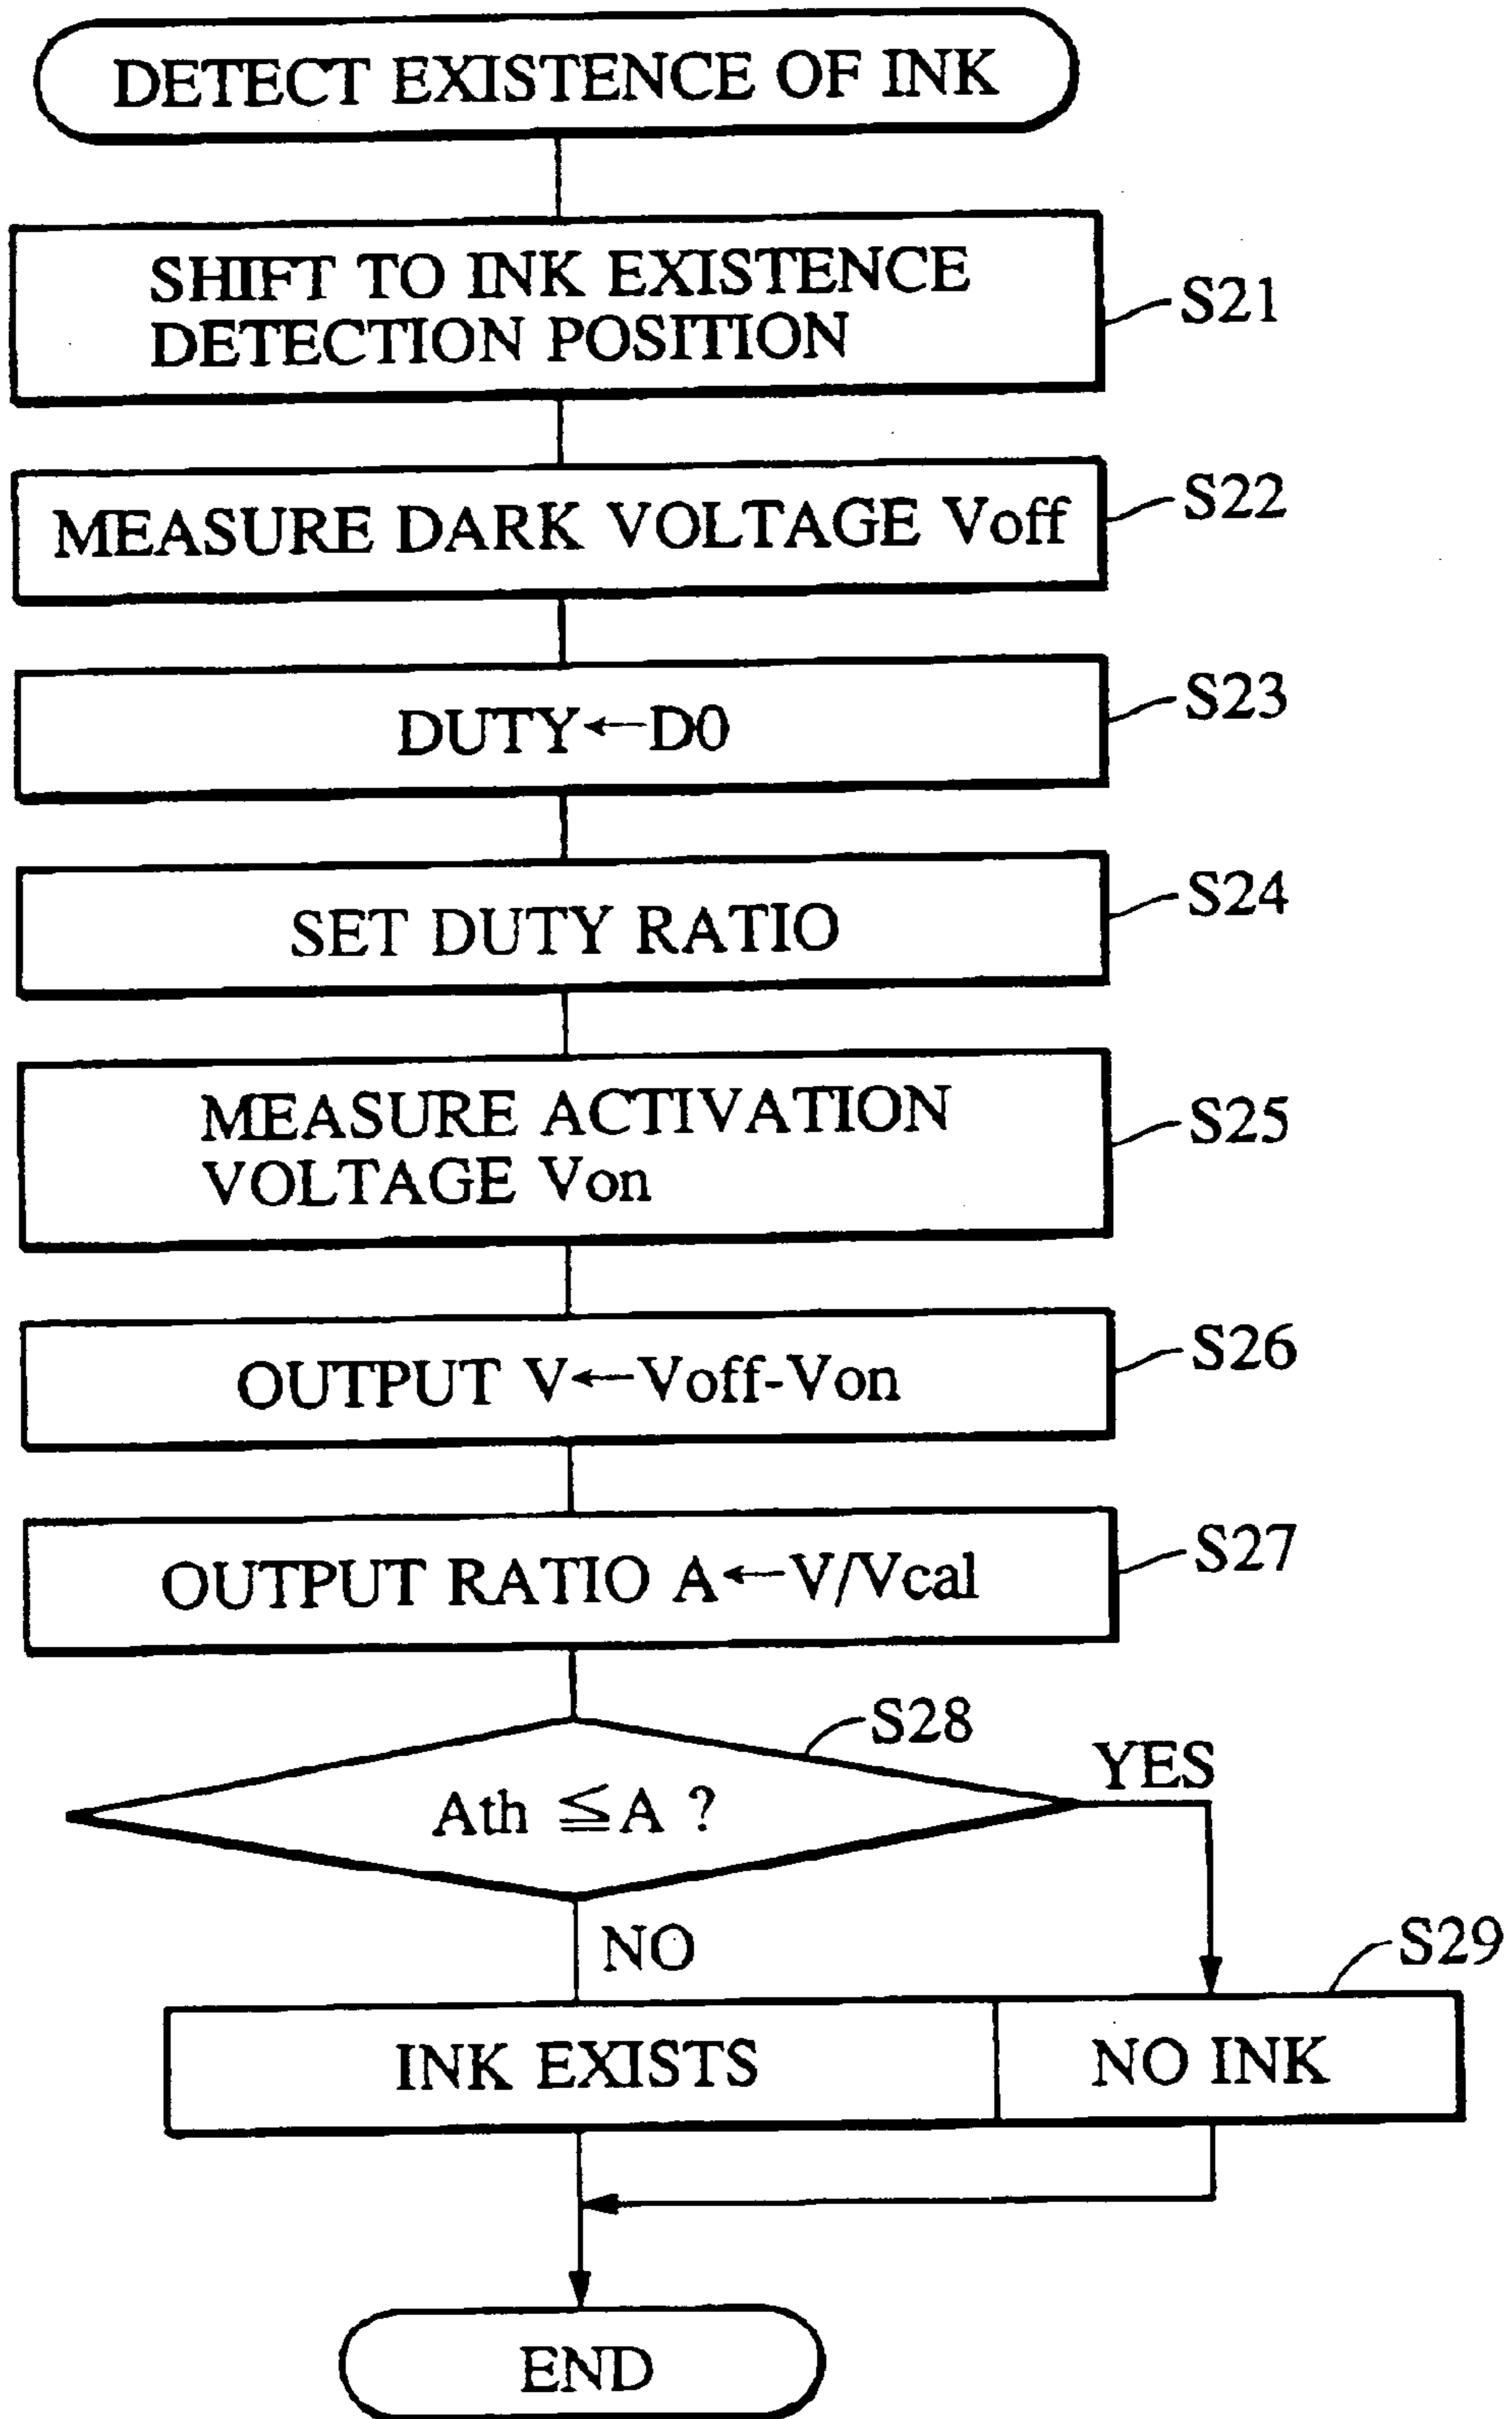 DETECT EXISTENCE OF INK
SHIFT TO INK EXISTENCE
DETECTION POSITION
S21
MEASURE DARK VOLTAGE Voff
S22
DUTY←D0
S23
SET DUTY RATIO
S24
MEASURE ACTIVATION
VOLTAGE Von
S25
OUTPUT V←Voff-Von
S26
OUTPUT RATIO A←V/Vcal
S27
S28
Ath ≦A ?
YES
NO
S29
INK EXISTS
NO INK
END